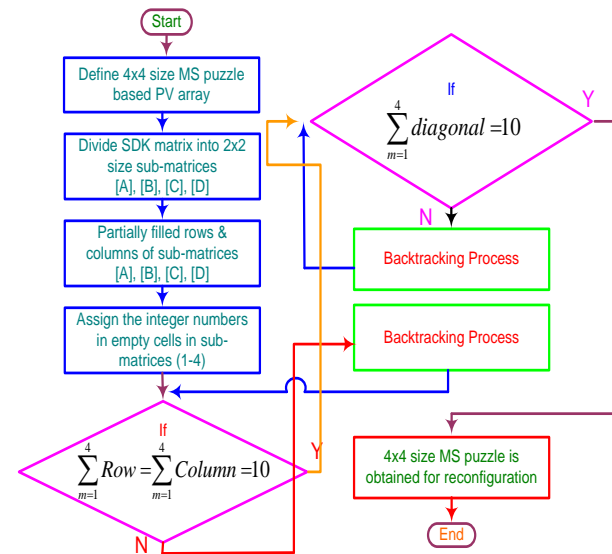 Start
Define 4x4 size MS puzzle
based PV array
Divide SDK matrix into 2x2
size sub-matrices
[A], [B], [C], [D]
Partially filled rows &
columns of sub-matrices
[A], [B], [C], [D]
Assign the integer numbers
in empty cells in sub-
matrices (1-4)
If
4 4
∑ Row = ∑ Column = 10
m=1 m=1
Y
N
If
4
∑ diagonal = 10
m=1
Y
N
Backtracking Process
Backtracking Process
4x4 size MS puzzle is
obtained for reconfiguration
End